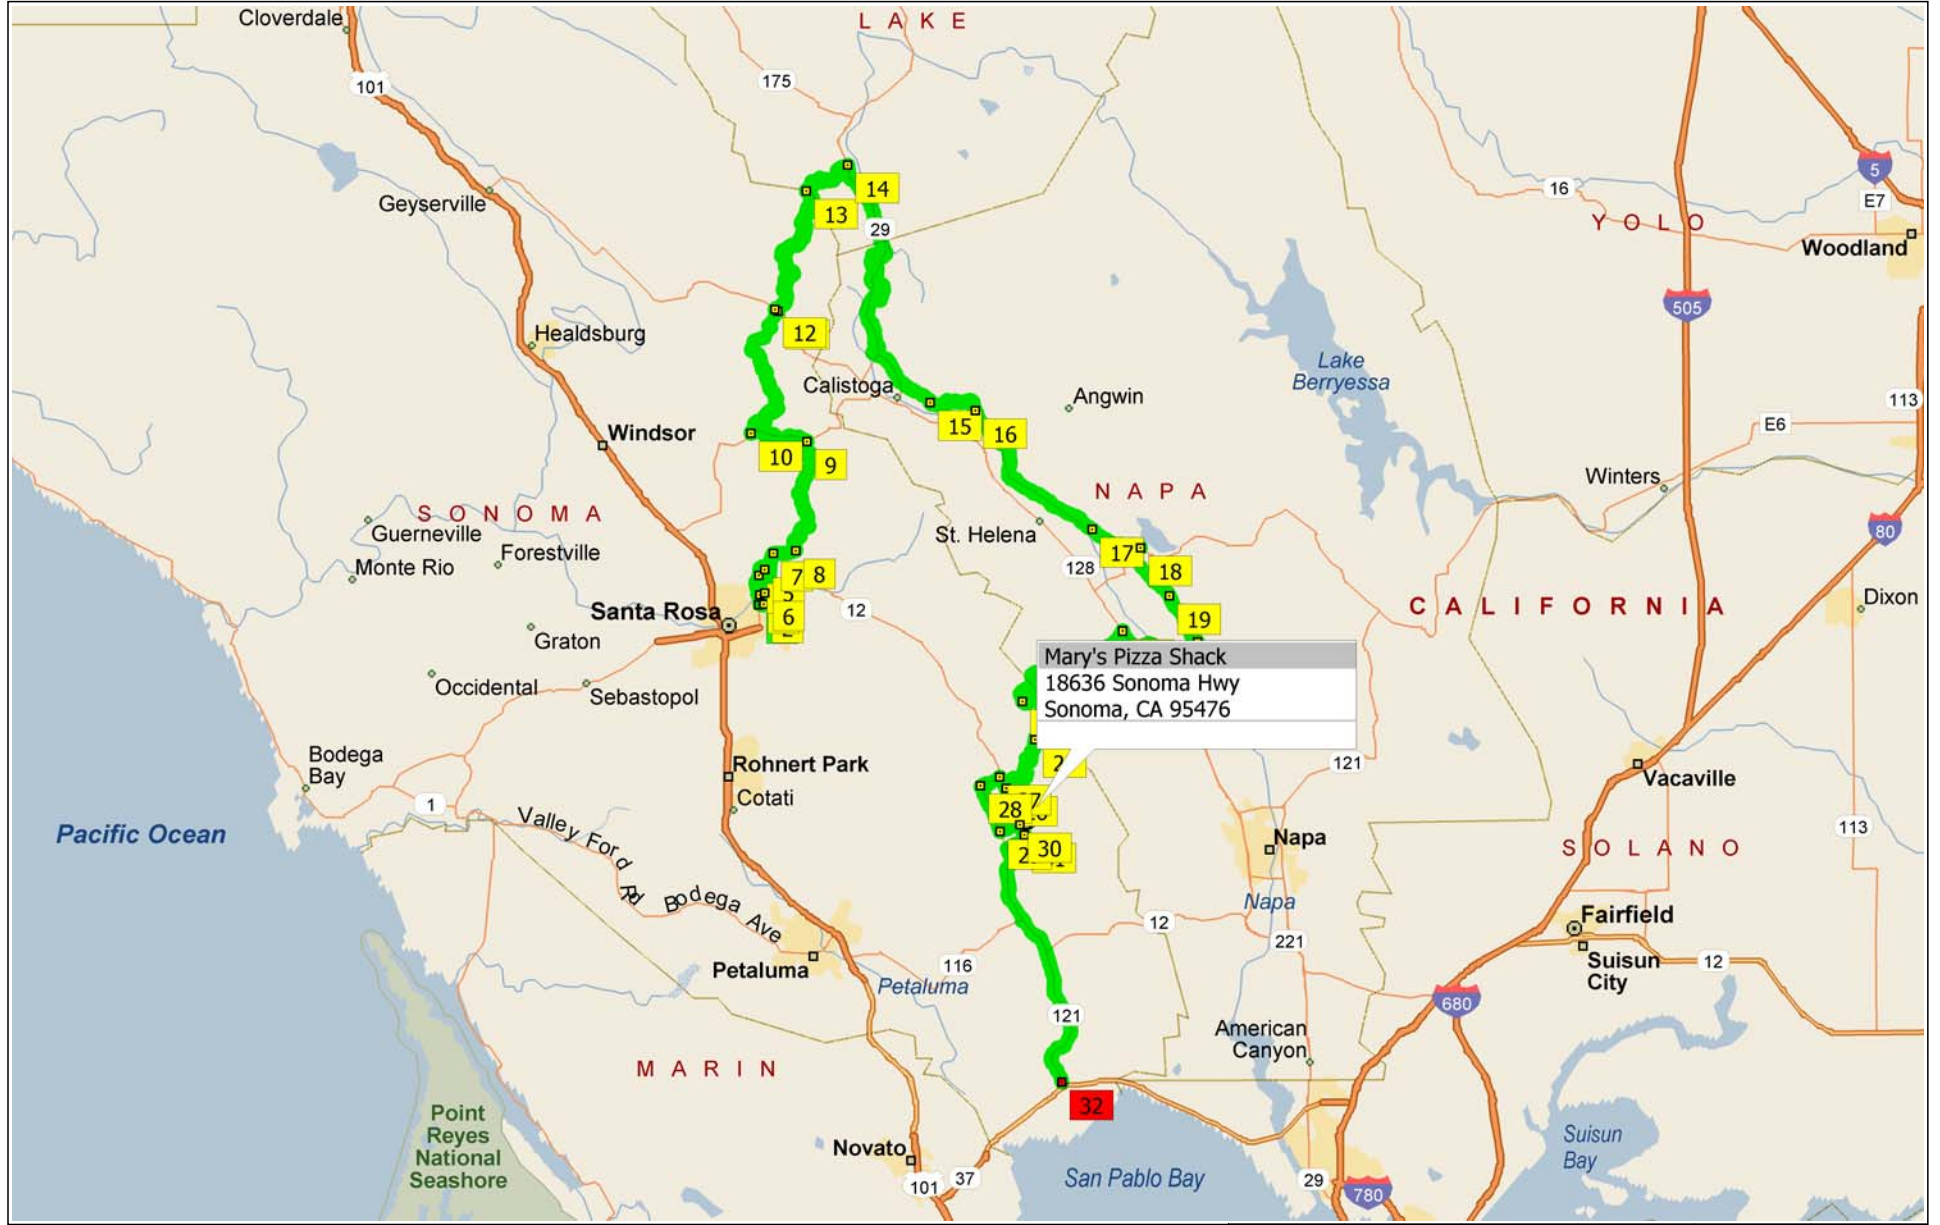 Cloverdale
L A K E
101
175
5
14
16
E7
Geyserville
13
29
Y O L O
Woodland
505
Healdsburg
12
Lake
Berryessa
Calistoga
Angwin
113
15
16
E6
Windsor
10
9
Winters
N A P A
S O N O M A
Guerneville
St. Helena
80
Forestville
17
Monte Rio
128
18
7
8
5
Dixon
Santa Rosa
12
C A L I F O R N I A
6
19
2
Graton
Mary's Pizza Shack
18636 Sonoma Hwy
Sonoma, CA 95476
Occidental
Sebastopol
Bodega
Bay
Rohnert Park
121
Vacaville
Cotati
1
28
Valley Ford Rd
Pacific Ocean
30
Napa
S O L A N O
113
Bodega Ave
Napa
Fairfield
12
221
Petaluma
116
Suisun
City
12
Petaluma
680
121
American
Canyon
M A R I N
32
Point
Reyes
National
Seashore
Suisun
Bay
Novato
San Pablo Bay
101
37
29
780